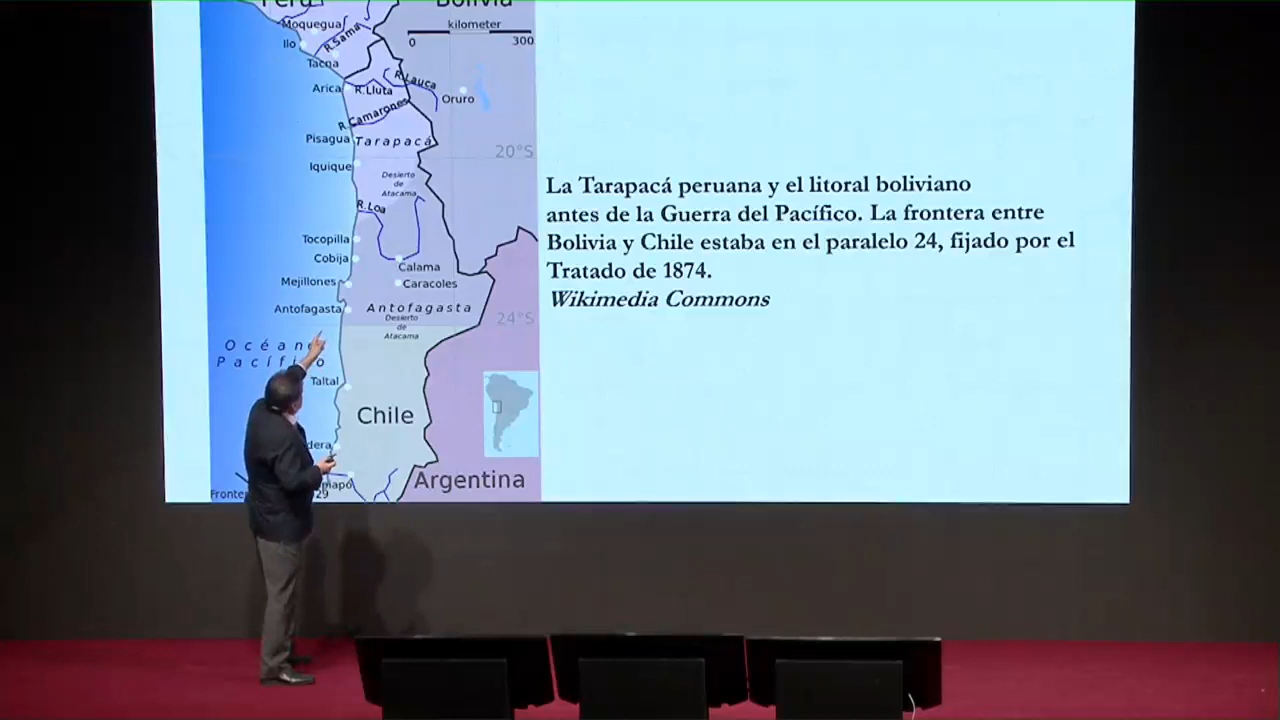 Perú
Bolivia
kilometer
0 300
Moquegua
Ilo
R.Sama
Tacna
Arica
R.Lluta
R.Lauca
Oruro
R.Camarones
Pisagua
Tarapacá
20°S
Iquique
Desierto
de
Atacama
R.Loa
Tocopilla
Cobija
Calama
Mejillones
Caracoles
Antofagasta
Antofagasta
Desierto
de
Atacama
24°S
Océano
Pacífico
Taltal
Chile
Argentina
La Tarapacá peruana y el litoral boliviano
antes de la Guerra del Pacífico. La frontera entre
Bolivia y Chile estaba en el paralelo 24, fijado por el
Tratado de 1874.
Wikimedia Commons